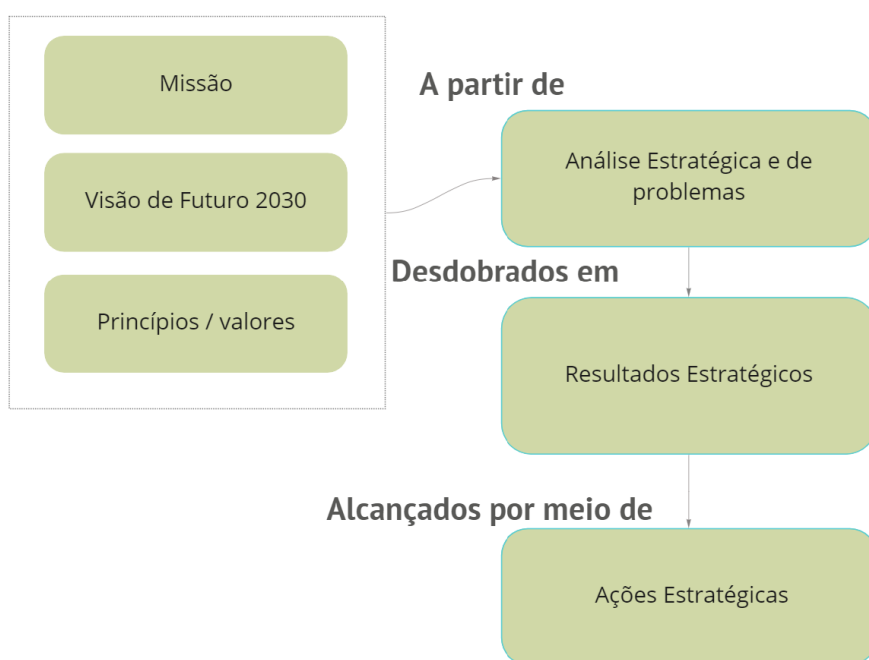 Missão
Visão de Futuro 2030
Princípios / valores
A partir de
Análise Estratégica e de
problemas
Desdobrados em
Resultados Estratégicos
Alcançados por meio de
Ações Estratégicas